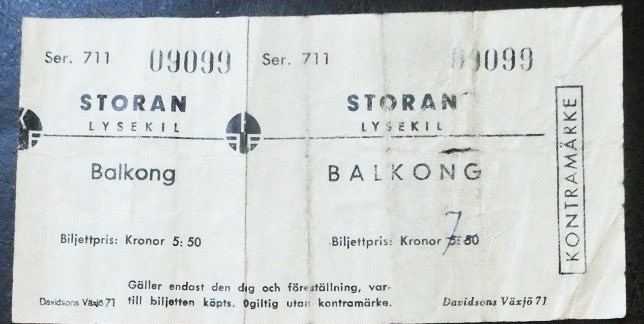 Ser. 711 09099
STORAN
LYSEKIL
Balkong
Biljettpris: Kronor 5:50
Davidsons Växjö 71
Ser. 711 09099
STORAN
LYSEKIL
BALKONG
Biljettpris: Kronor 5:50
7
KONTRAMÄRKE
Gäller endast den dag och föreställning, var-
till biljetten köpts. Ogiltig utan kontramärke.
Davidsons Växjö 71